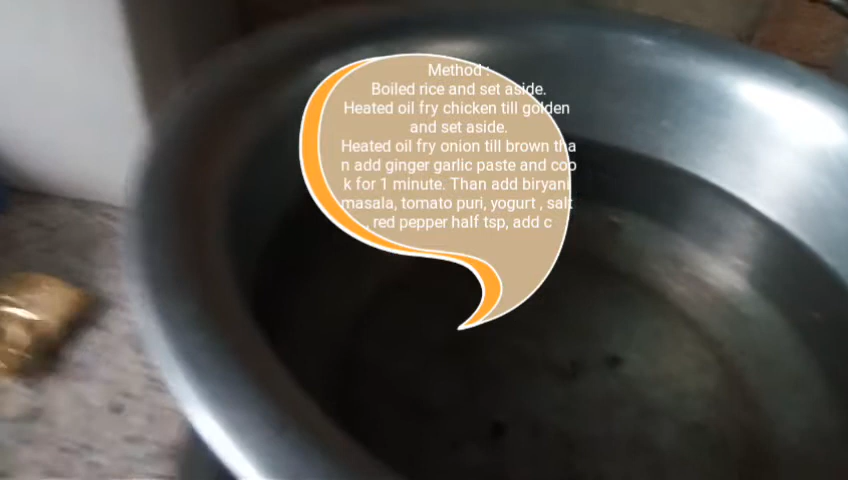 Method :
Boiled rice and set aside.
Heated oil fry chicken till golden
and set aside.
Heated oil fry onion till brown tha
n add ginger garlic paste and coo
k for 1 minute. Than add biryani
masala, tomato puri, yogurt , salt
, red pepper half tsp, add c